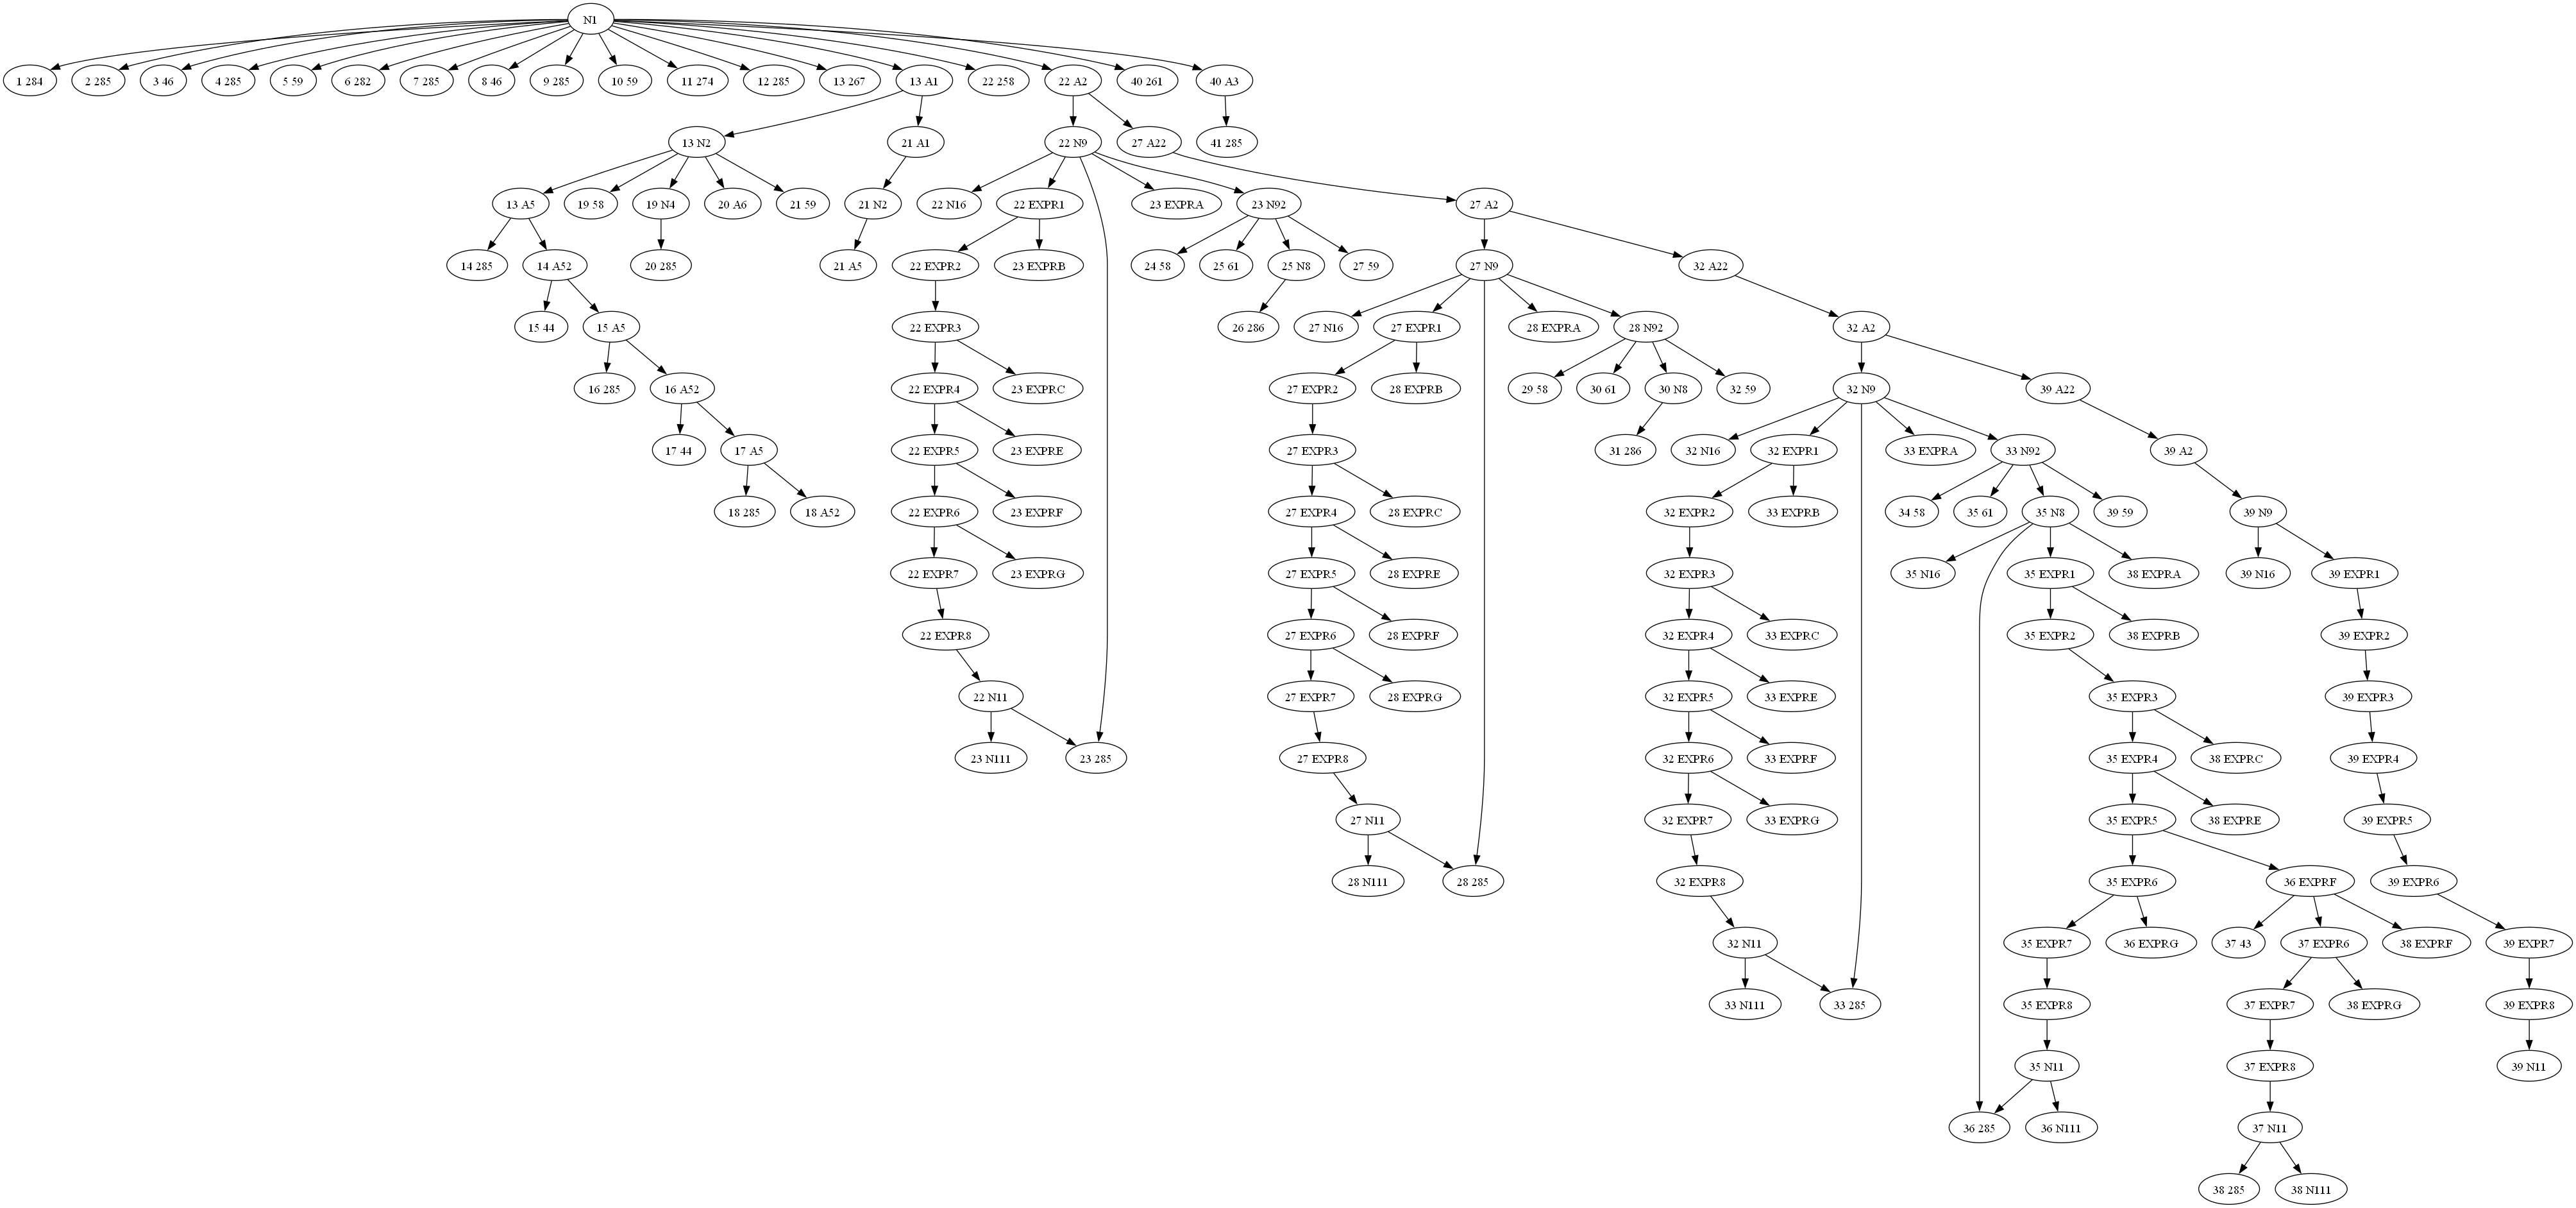 N1
1 284
2 285
3 46
4 285
5 59
6 282
7 285
8 46
9 285
10 59
11 274
12 285
13 267
13 A1
22 258
22 A2
40 261
40 A3
13 N2
21 A1
22 N9
27 A22
41 285
13 A5
19 58
19 N4
20 A6
21 59
21 N2
22 N16
22 EXPR1
23 EXPRA
23 N92
27 A2
14 285
14 A52
20 285
21 A5
22 EXPR2
23 EXPRB
24 58
25 61
25 N8
27 59
27 N9
32 A22
15 44
15 A5
22 EXPR3
26 286
27 N16
27 EXPR1
28 EXPRA
28 N92
32 A2
16 285
16 A52
22 EXPR4
23 EXPRC
27 EXPR2
28 EXPRB
29 58
30 61
30 N8
32 59
32 N9
39 A22
17 44
17 A5
22 EXPR5
23 EXPRE
27 EXPR3
31 286
32 N16
32 EXPR1
33 EXPRA
33 N92
39 A2
18 285
18 A52
22 EXPR6
23 EXPRF
27 EXPR4
28 EXPRC
32 EXPR2
33 EXPRB
34 58
35 61
35 N8
39 59
39 N9
22 EXPR7
23 EXPRG
27 EXPR5
28 EXPRE
32 EXPR3
35 N16
35 EXPR1
38 EXPRA
39 N16
39 EXPR1
22 EXPR8
27 EXPR6
28 EXPRF
32 EXPR4
33 EXPRC
35 EXPR2
38 EXPRB
39 EXPR2
22 N11
27 EXPR7
28 EXPRG
32 EXPR5
33 EXPRE
35 EXPR3
39 EXPR3
23 N111
23 285
27 EXPR8
32 EXPR6
33 EXPRF
35 EXPR4
38 EXPRC
39 EXPR4
27 N11
32 EXPR7
33 EXPRG
35 EXPR5
38 EXPRE
39 EXPR5
28 N111
28 285
32 EXPR8
35 EXPR6
36 EXPRF
39 EXPR6
32 N11
35 EXPR7
36 EXPRG
37 43
37 EXPR6
38 EXPRF
39 EXPR7
33 N111
33 285
35 EXPR8
37 EXPR7
38 EXPRG
39 EXPR8
35 N11
37 EXPR8
39 N11
36 285
36 N111
37 N11
38 285
38 N111